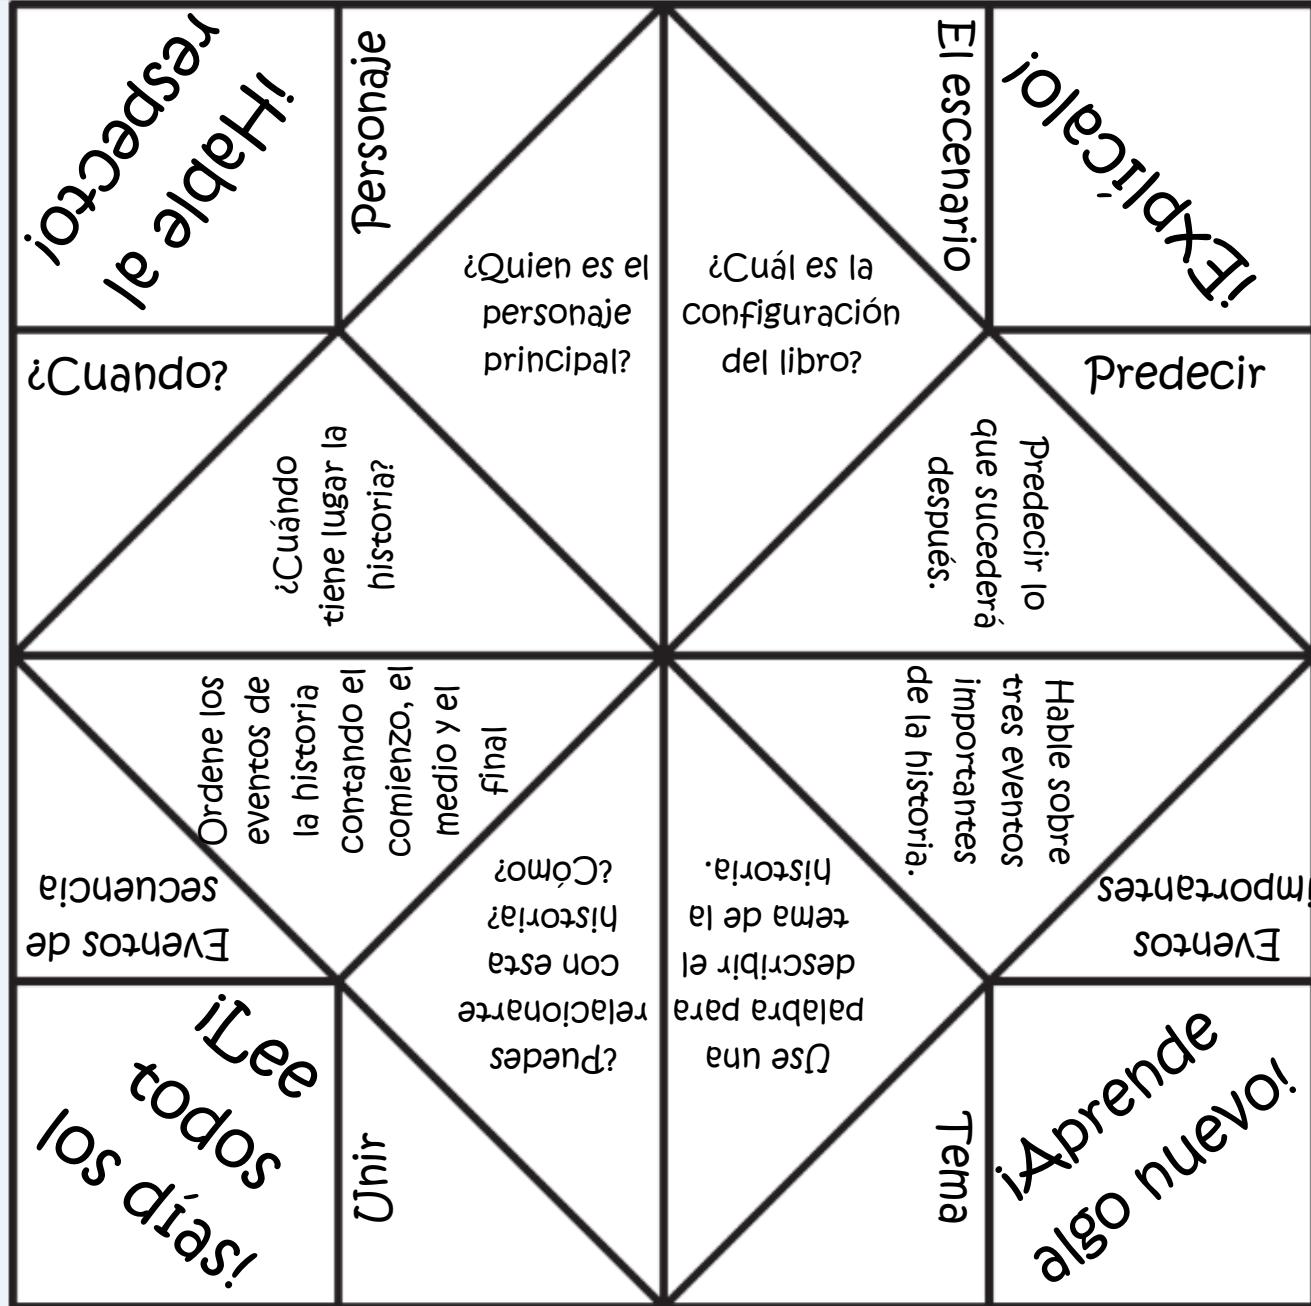 ¡Hable al
respecto!
Personaje
El escenario
¡Explícalo!
¿Quien es el
personaje
principal?
¿Cuál es la
configuración
del libro?
¿Cuando?
Predecir
¿Cuándo
tiene lugar la
historia?
Predecir lo
que sucederá
después.
Ordene los
eventos de
la historia
contando el
comienzo, el
medio y el
final
Hable sobre
tres eventos
importantes
de la historia.
Eventos de
secuencia
¿Puedes
relacionarte
con esta
historia?
¿Cómo?
Use una
palabra para
describir el
tema de la
historia.
Eventos
importantes
¡Lee
todos
los días!
Unir
Tema
¡Aprende
algo nuevo!